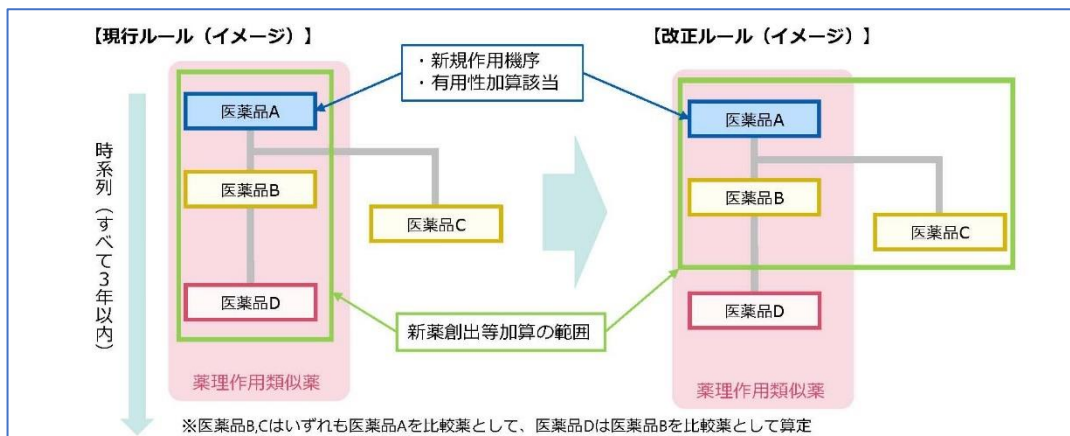 【現行ルール（イメージ）】
【改正ルール（イメージ）】
・新規作用機序
・有用性加算該当
時系列（すべて３年以内）
医薬品A
医薬品B
医薬品C
医薬品D
薬理作用類似薬
新薬創出等加算の範囲
医薬品A
医薬品B
医薬品C
医薬品D
薬理作用類似薬
※医薬品B,Cはいずれも医薬品Aを比較薬として、医薬品Dは医薬品Bを比較薬として算定